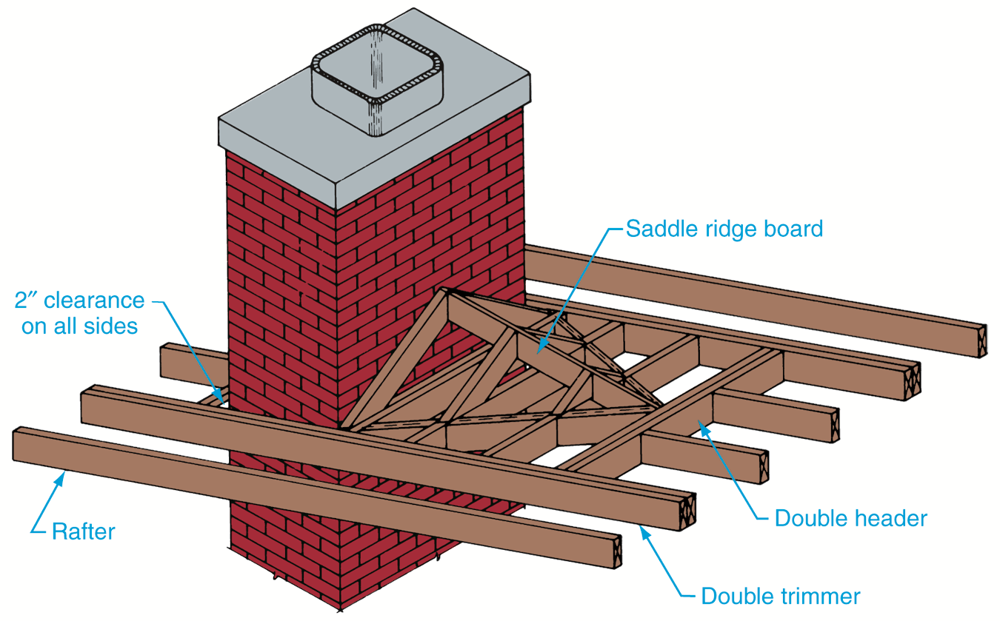 Saddle ridge board
2″ clearance
on all sides
Double header
Rafter
Double trimmer